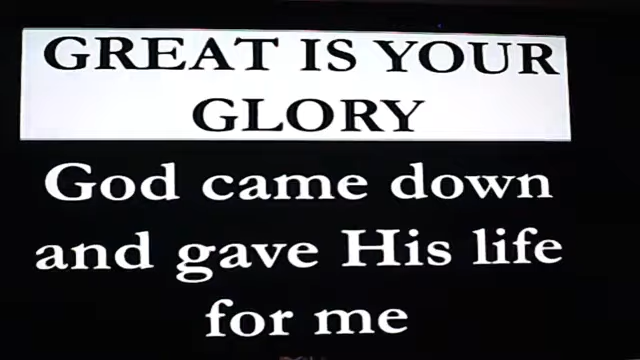 GREAT IS YOUR
GLORY
God came down
and gave His life
for me